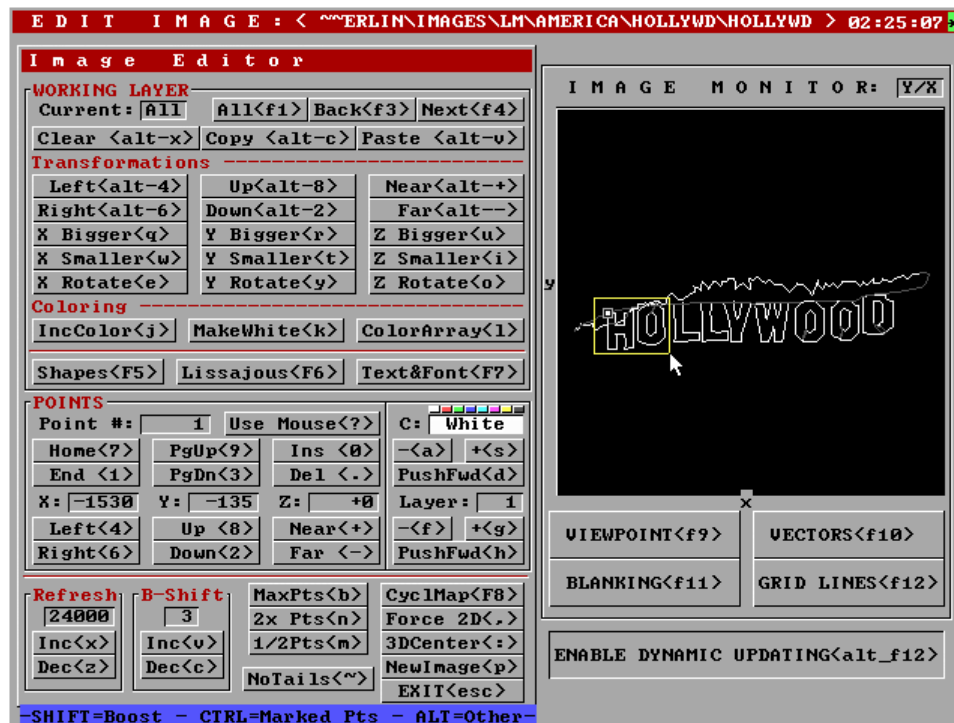 EDIT IMAGE:< ~~ERLIN\IMAGES\LM\AMERICA\HOLLYWD\HOLLYWD > 02:25:07
Image Editor
WORKING LAYER
Current: All All<f1> Back<f3> Next<f4>
Clear <alt-x> Copy <alt-c> Paste <alt-v>
Transformations
Left<alt-4> Up<alt-8> Near<alt-+>
Right<alt-6> Down<alt-2> Far<alt-->
X Bigger<q> Y Bigger<r> Z Bigger<u>
X Smaller<w> Y Smaller<t> Z Smaller<i>
X Rotate<e> Y Rotate<y> Z Rotate<o>
Coloring
IncColor<j> MakeWhite<k> ColorArray<l>
Shapes<F5> Lissajous<F6> Text&Font<F7>
POINTS
Point #: 1 Use Mouse<?> C: White
Home<7> PgUp<9> Ins <0> -<a> +<s>
End <1> PgDn<3> Del <.> PushFwd<d>
X: -1530 Y: -135 Z: +0 Layer: 1
Left<4> Up <8> Near<+> -<f> +<g>
Right<6> Down<2> Far <-> PushFwd<h>
Refresh B-Shift MaxPts<b> CyclMap<F8>
24000 3 2x Pts<n> Force 2D<,>
Inc<x> Inc<v> 1/2Pts<m> 3DCenter<:>
Dec<z> Dec<c> NoTails<~> NewImage<p>
EXIT<esc>
-SHIFT=Boost - CTRL=Marked Pts - ALT=Other-
IMAGE MONITOR: Y/X
HOLLYWOOD
y
x
VIEWPOINT<f9> VECTORS<f10>
BLANKING<f11> GRID LINES<f12>
ENABLE DYNAMIC UPDATING<alt_f12>